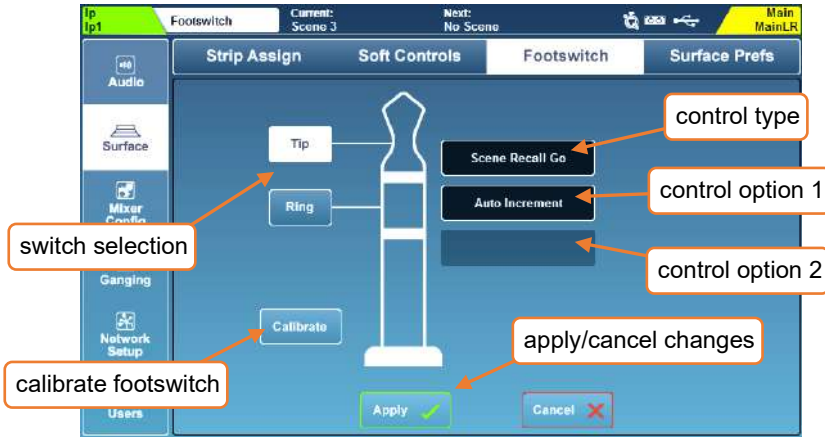 Ip
Ip1
Footswitch
Current:
Scene 3
Next:
No Scene
Main
MainLR
Strip Assign
Soft Controls
Footswitch
Surface Prefs
Audio
Surface
Mixer
Config
Ganging
Network
Setup
Users
Tip
Ring
Calibrate
Scene Recall Go
Auto Increment
control type
control option 1
control option 2
switch selection
calibrate footswitch
apply/cancel changes
Apply
Cancel